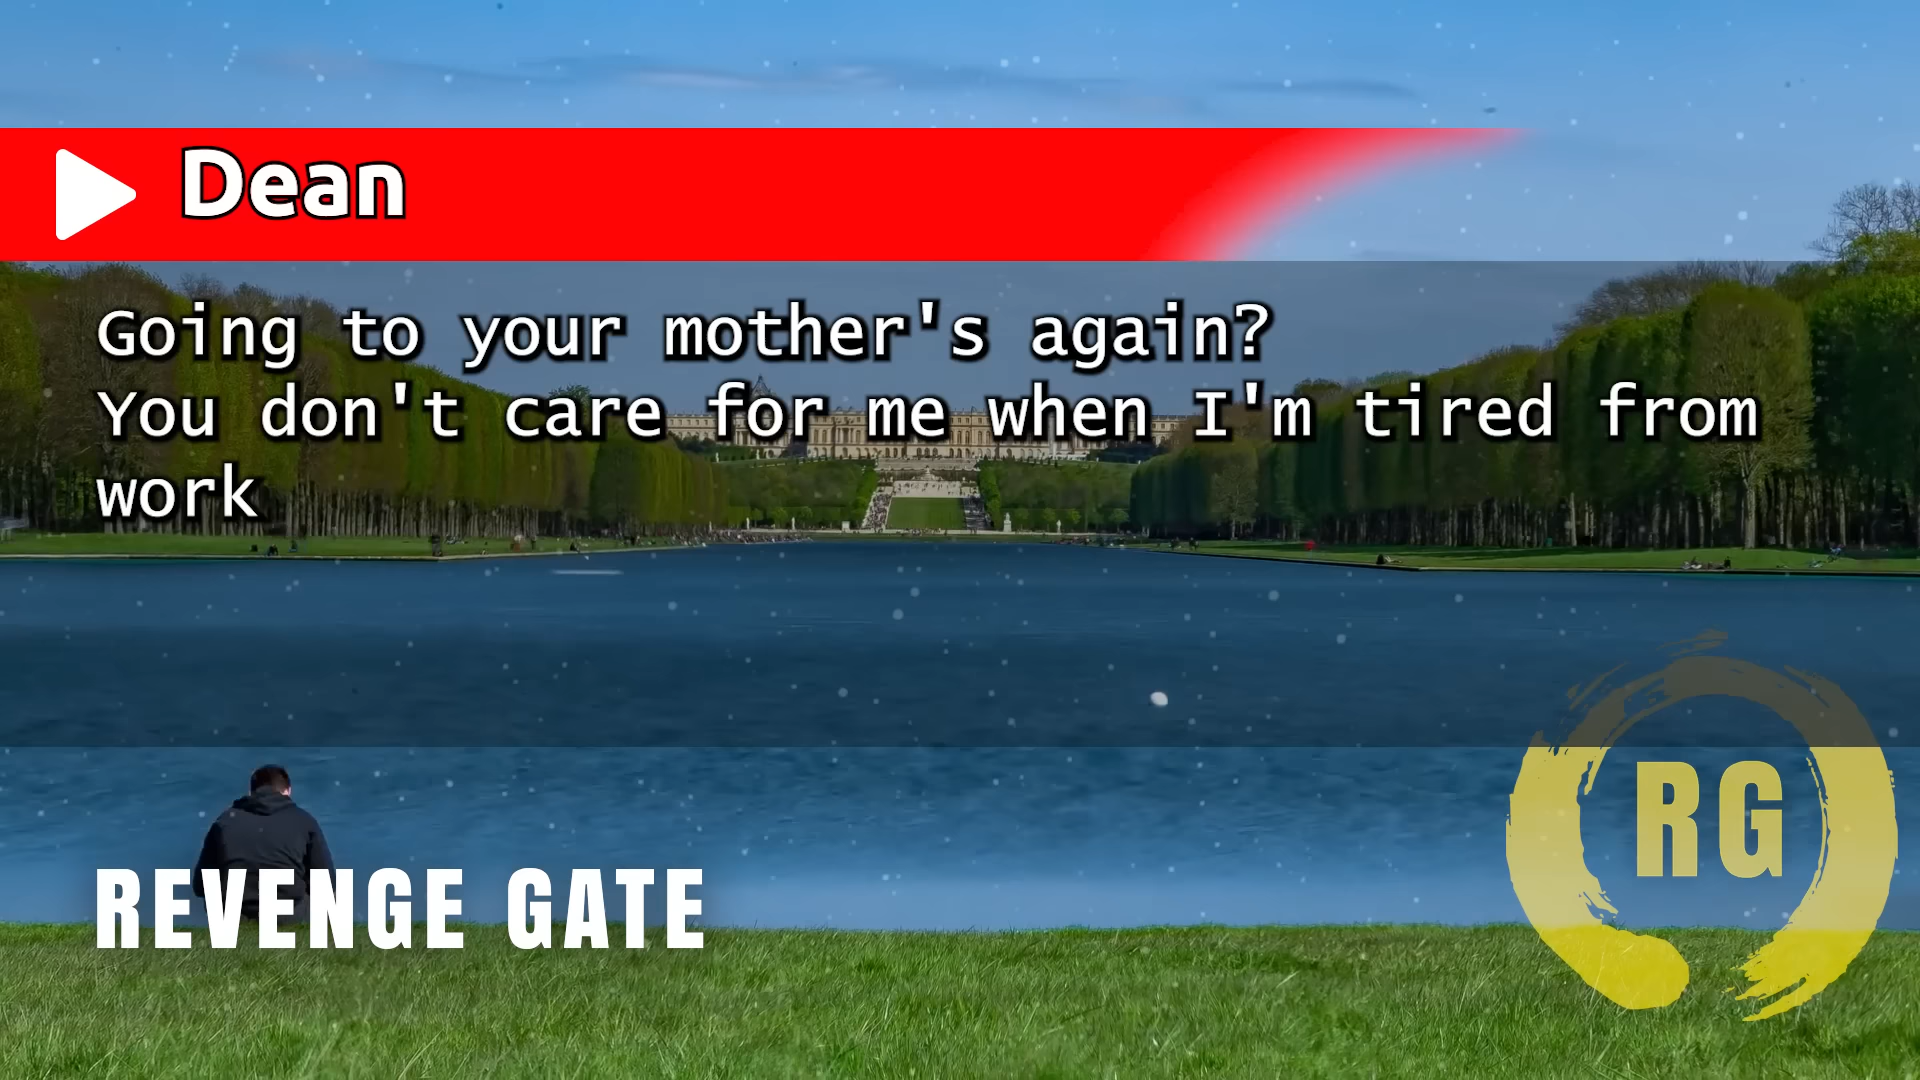 Dean
Going to your mother's again?
You don't care for me when I'm tired from
work
RG
REVENGE GATE